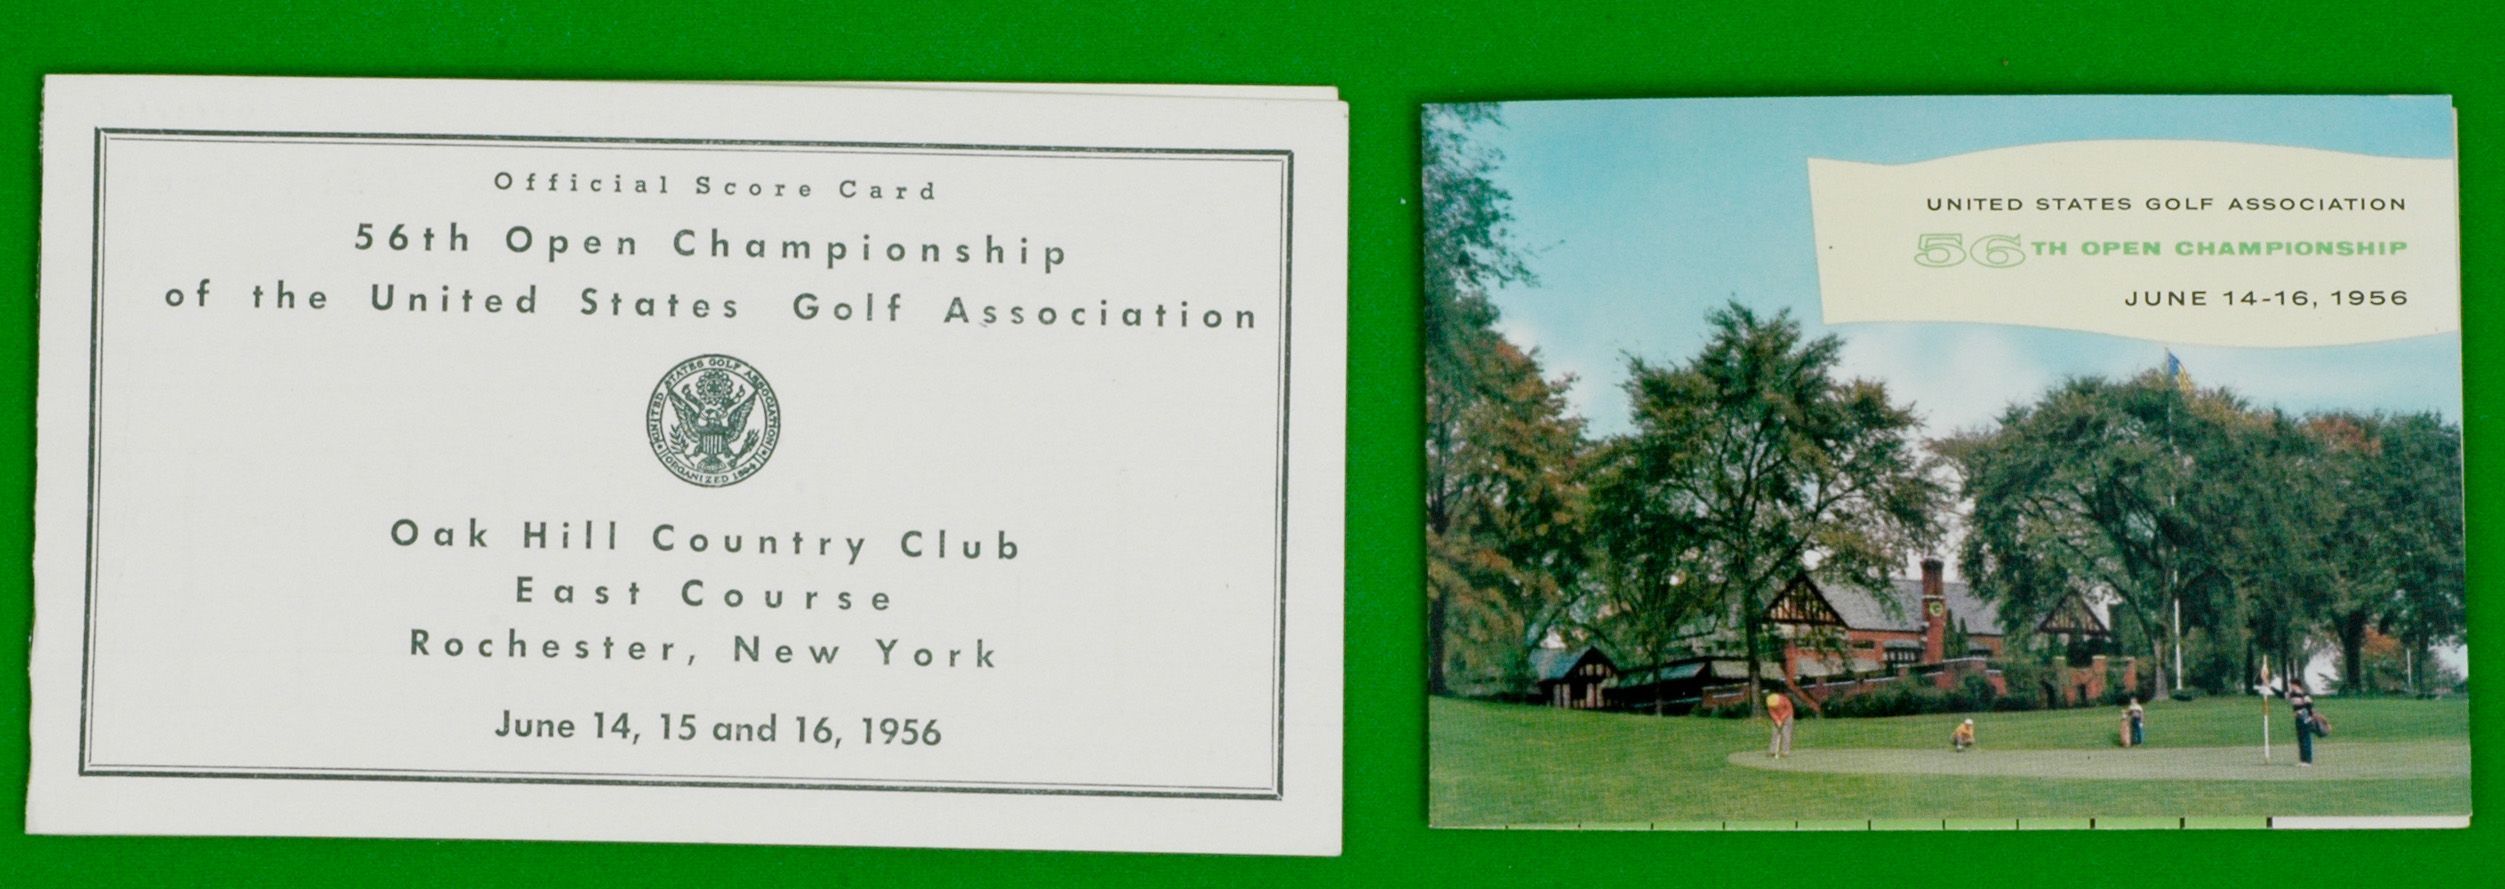 Official Score Card
56th Open Championship
of the United States Golf Association
UNITED STATES GOLF ASSOCIATION
ORGANIZED 1894
Oak Hill Country Club
East Course
Rochester, New York
June 14, 15 and 16, 1956
UNITED STATES GOLF ASSOCIATION
56TH OPEN CHAMPIONSHIP
JUNE 14-16, 1956